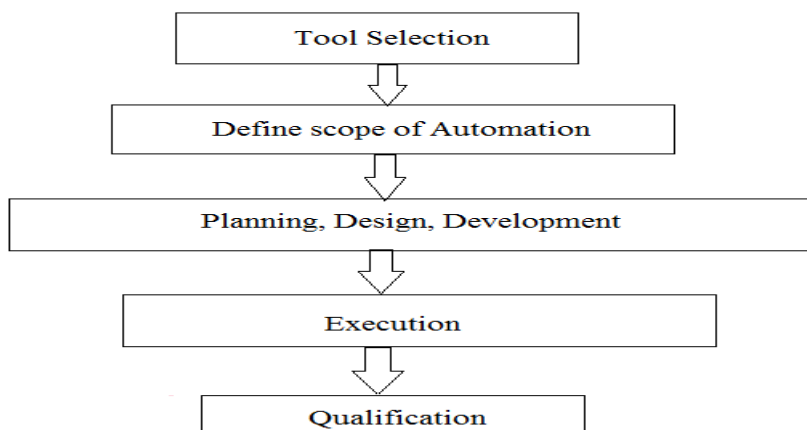 Tool Selection
Define scope of Automation
Planning, Design, Development
Execution
Qualification